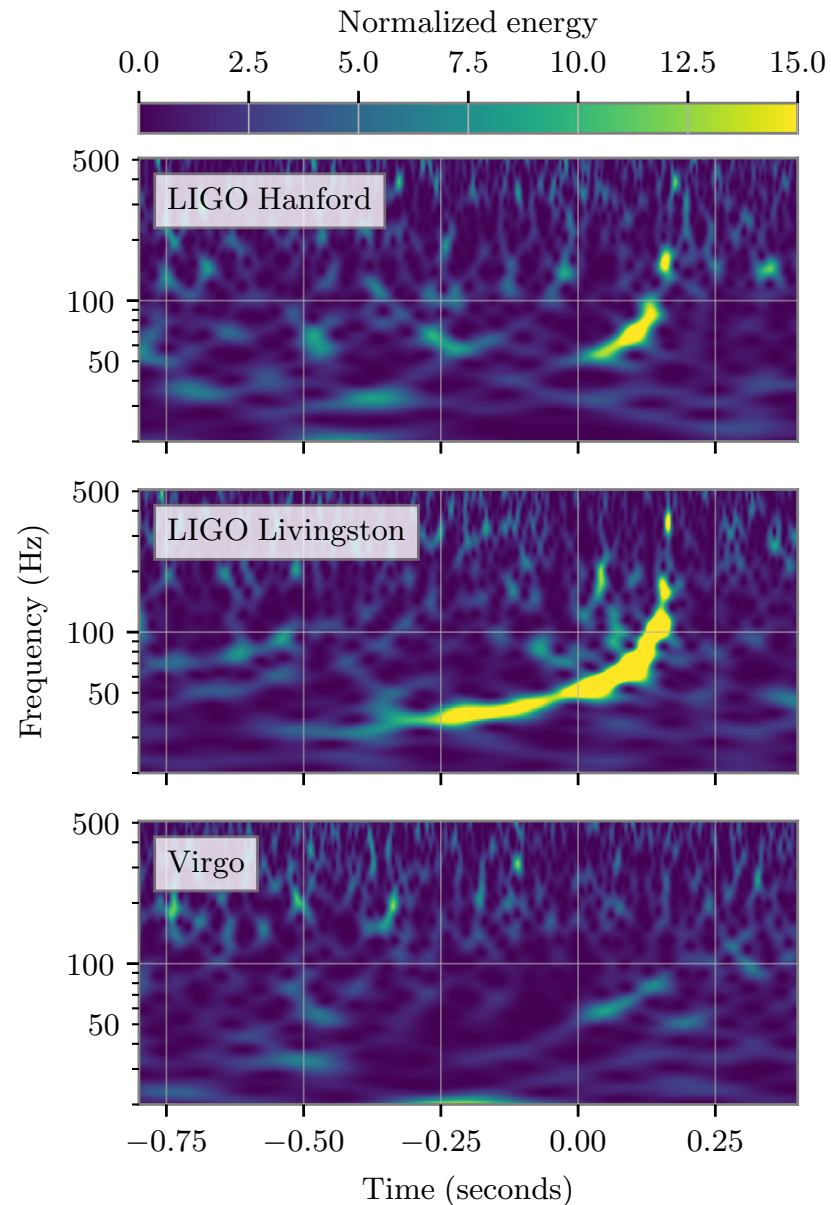 Normalized energy
0.0 2.5 5.0 7.5 10.0 12.5 15.0
500
LIGO Hanford
100
50
500
LIGO Livingston
100
50
Frequency (Hz)
500
Virgo
100
50
−0.75 −0.50 −0.25 0.00 0.25
Time (seconds)